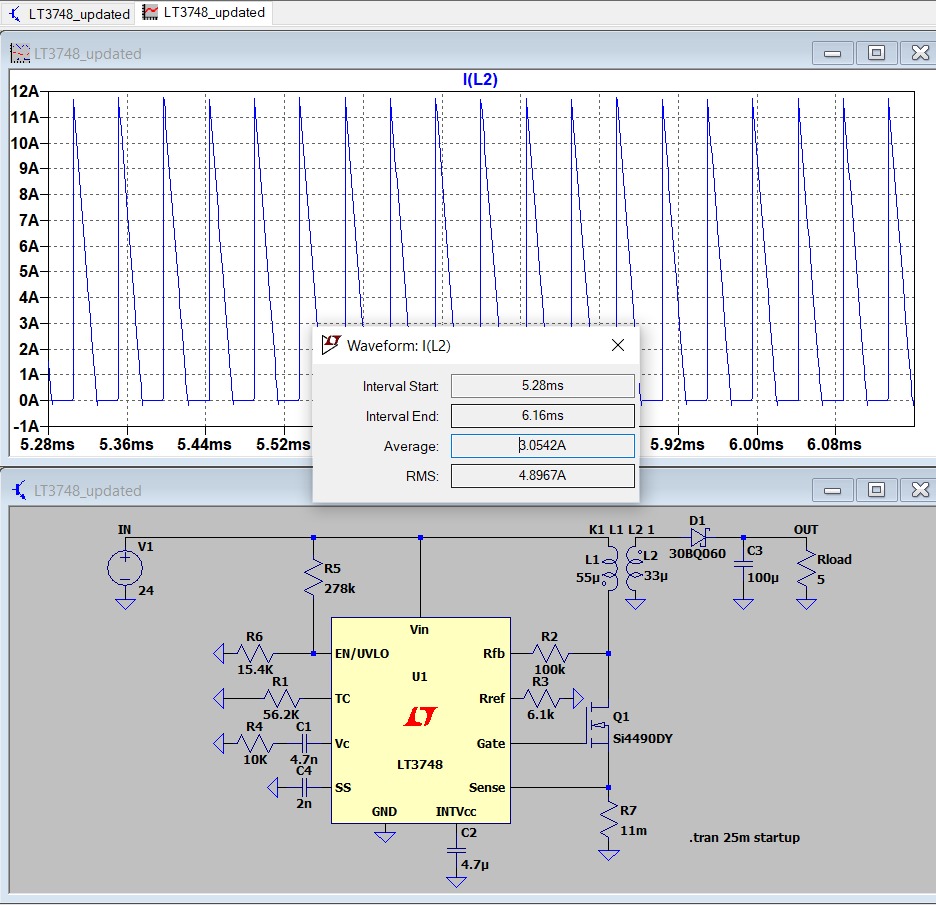 LT3748_updated LT3748_updated
LT3748_updated
I(L2)
12A
11A
10A
9A
8A
7A
6A
5A
4A
3A
2A
1A
0A
-1A
5.28ms 5.36ms 5.44ms 5.52ms 5.92ms 6.00ms 6.08ms
Waveform: I(L2)
Interval Start: 5.28ms
Interval End: 6.16ms
Average: 3.0542A
RMS: 4.8967A
LT3748_updated
IN
V1
24
R5
278k
K1 L1 L2 1
L1
55µ
L2
33µ
D1
30BQ060
C3
100µ
OUT
Rload
5
Vin
R6
15.4K
EN/UVLO
Rfb
R2
100k
U1
R1
56.2K
TC
Rref
R3
6.1k
LT
Q1
Si4490DY
R4
10K
C1
4.7n
Vc
Gate
LT3748
C4
2n
SS
Sense
GND
INTVcc
R7
11m
C2
4.7µ
.tran 25m startup